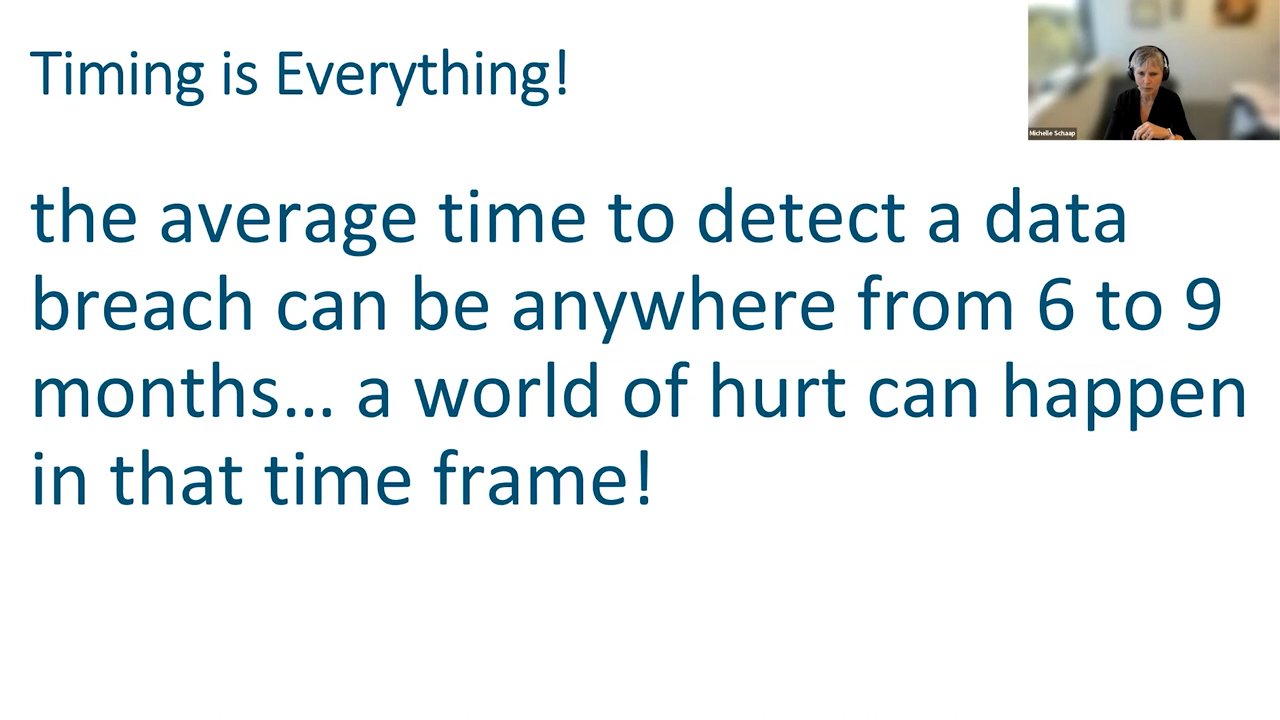 Timing is Everything!
Michelle Schaap
the average time to detect a data
breach can be anywhere from 6 to 9
months... a world of hurt can happen
in that time frame!